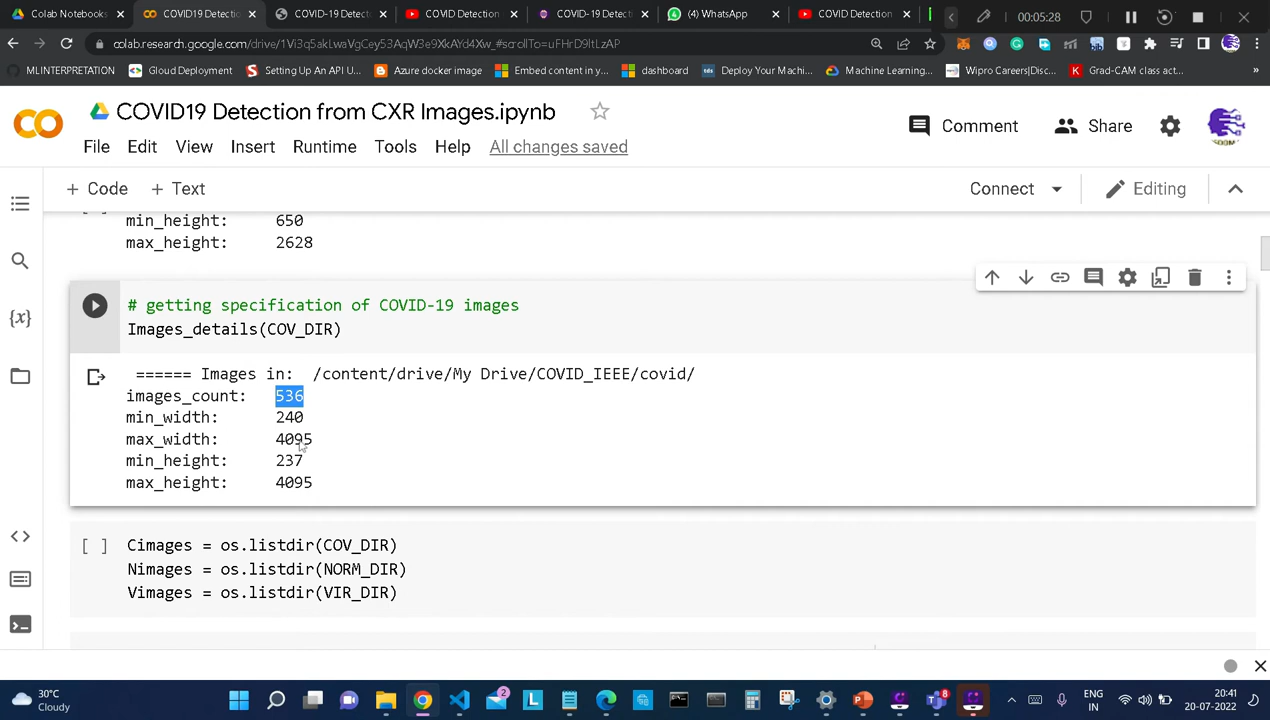 Colab Notebooks
COVID19 Detecti
COVID-19 Detect
COVID Detection
COVID-19 Detecti
(4) WhatsApp
COVID Detection
00:05:28
colab.research.google.com/drive/1Vi3q5akLwaVgCey53AqW3e9XkAYd4Xw_#scrollTo=uFHrD9ItLzAP
MLINTERPRETATION
Gloud Deployment
Setting Up An API U...
Azure docker image
Embed content in y...
dashboard
Deploy Your Machi...
Machine Learning...
Wipro Careers|Disc...
Grad-CAM class act...
»
CO
COVID19 Detection from CXR Images.ipynb
Comment
Share
File Edit View Insert Runtime Tools Help All changes saved
+ Code + Text
Connect
Editing
min_height: 650
max_height: 2628
# getting specification of COVID-19 images
Images_details(COV_DIR)
====== Images in: /content/drive/My Drive/COVID_IEEE/covid/
images_count: 536
min_width: 240
max_width: 4095
min_height: 237
max_height: 4095
{x}
[ ] Cimages = os.listdir(COV_DIR)
Nimages = os.listdir(NORM_DIR)
Vimages = os.listdir(VIR_DIR)
30°C
Cloudy
2
8
ENG
IN
20:41
20-07-2022